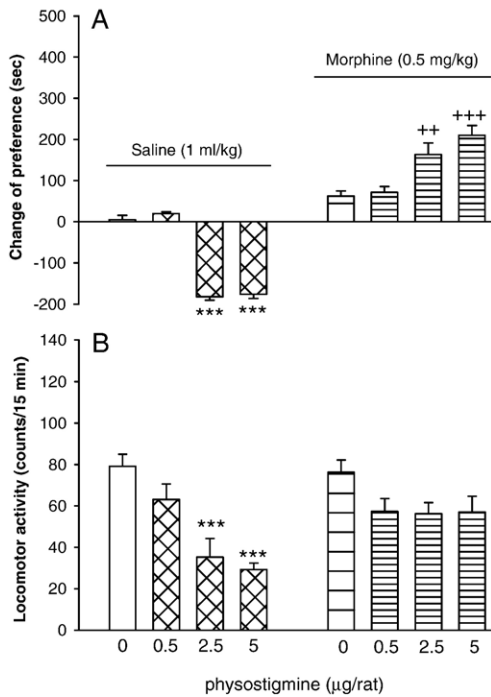 A
500
400
300
200
100
0
-100
-200
Change of preference (sec)
Saline (1 ml/kg)
Morphine (0.5 mg/kg)
*** ***
++ +++
B
140
120
100
80
60
40
20
0
Locomotor activity (counts/15 min)
***
***
0 0.5 2.5 5 0 0.5 2.5 5
physostigmine (μg/rat)